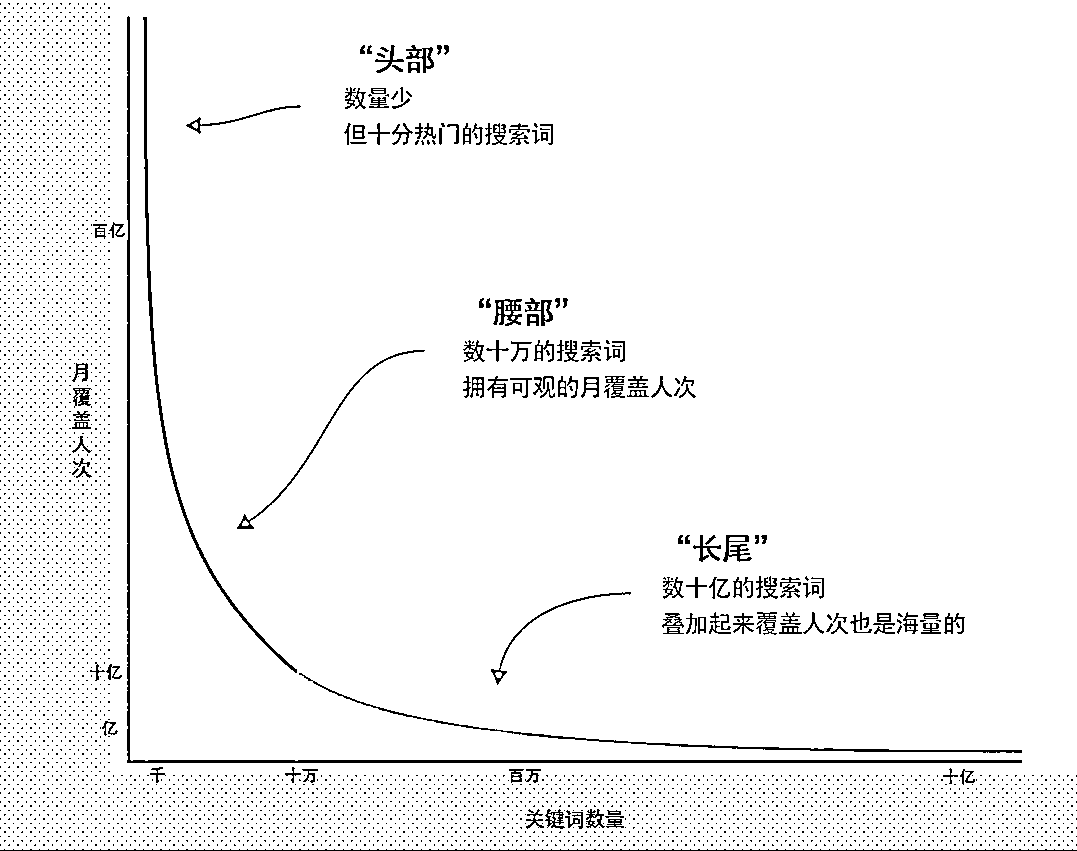 “头部”
数量少
但十分热门的搜索词
百亿
“腰部”
数十万的搜索词
拥有可观的月覆盖人次
月覆盖人次
“长尾”
数十亿的搜索词
叠加起来覆盖人次也是海量的
十亿
亿
千
十万
百万
十亿
关键词数量